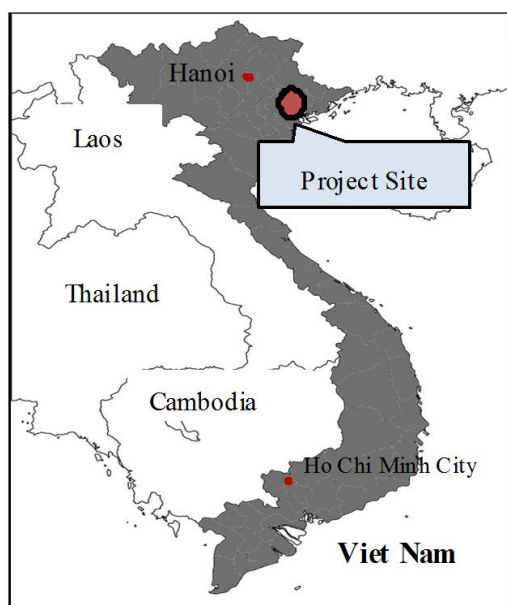 Hanoi
Laos
Project Site
Thailand
Cambodia
Ho Chi Minh City
Viet Nam